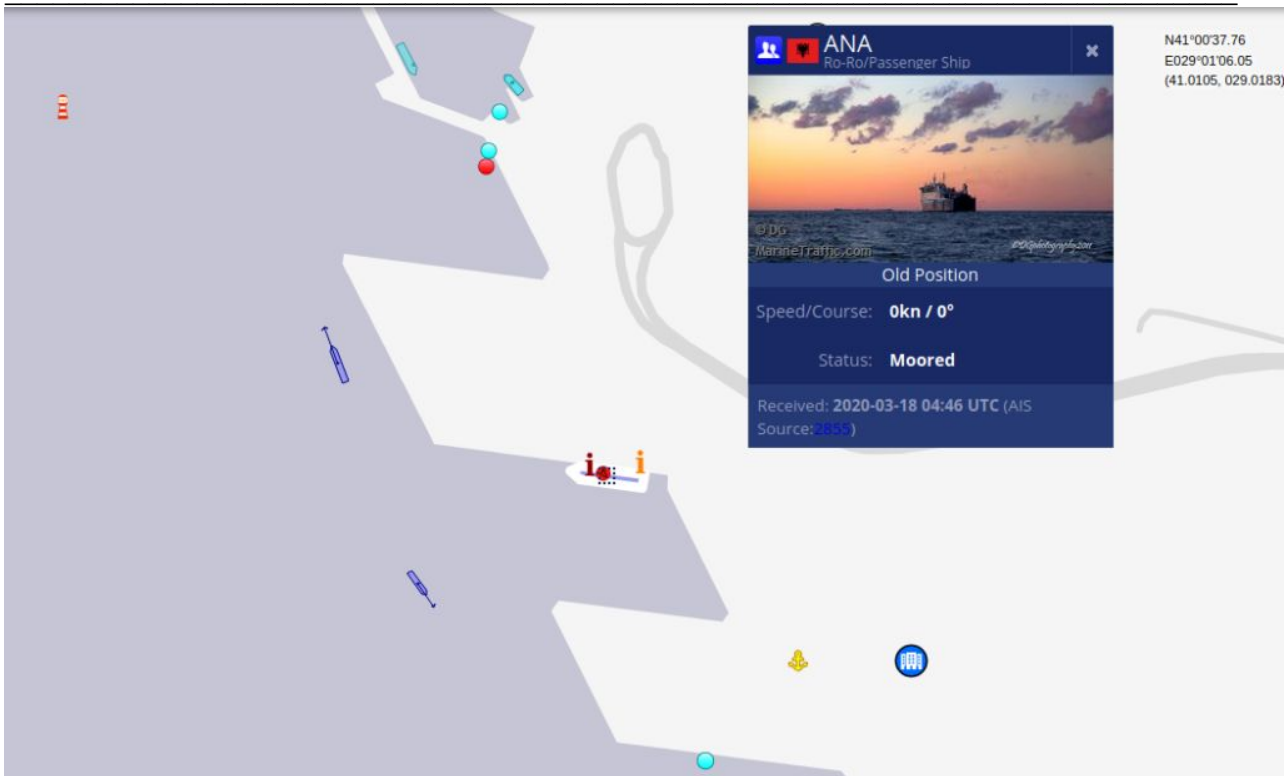 ANA
Ro-Ro/Passenger Ship
N41°00'37.76
E029°01'06.05
(41.0105, 029.0183)
© DG
MarineTraffic.com
©DGphotography2011
Old Position
Speed/Course: 0kn / 0°
Status: Moored
Received: 2020-03-18 04:46 UTC (AIS
Source:2855)
i
i